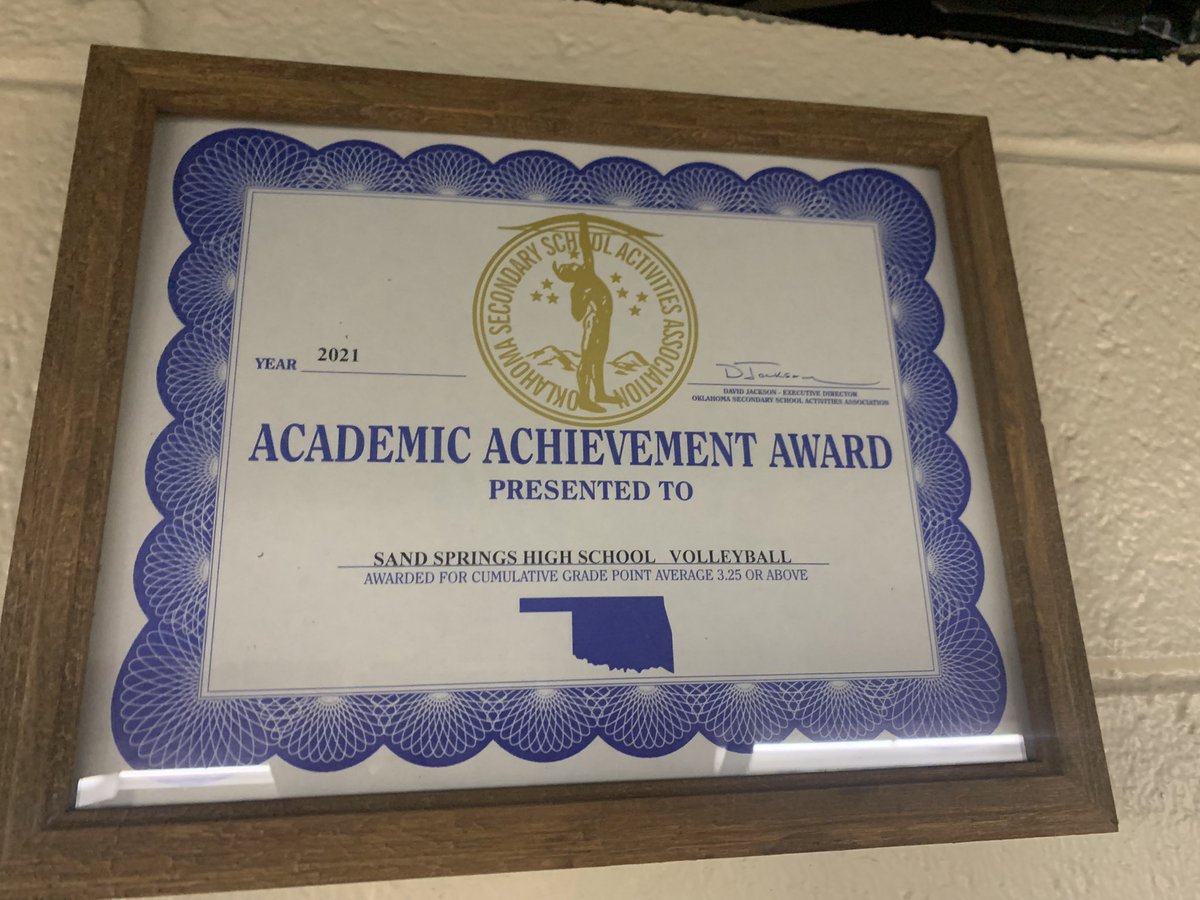 OKLAHOMA SECONDARY SCHOOL ACTIVITIES ASSOCIATION
YEAR 2021
D Jackson
DAVID JACKSON - EXECUTIVE DIRECTOR
OKLAHOMA SECONDARY SCHOOL ACTIVITIES ASSOCIATION
ACADEMIC ACHIEVEMENT AWARD
PRESENTED TO
SAND SPRINGS HIGH SCHOOL VOLLEYBALL
AWARDED FOR CUMULATIVE GRADE POINT AVERAGE 3.25 OR ABOVE